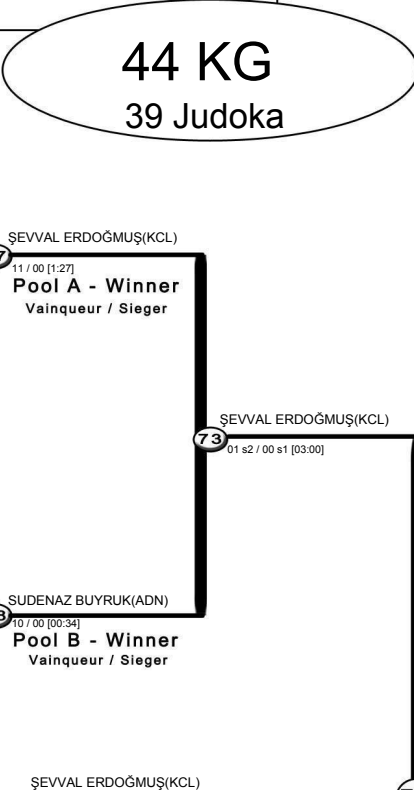 44 KG
39 Judoka
ŞEVVAL ERDOĞMUŞ(KCL)
11 / 00 [1:27]
Pool A - Winner
Vainqueur / Sieger
ŞEVVAL ERDOĞMUŞ(KCL)
73
01 s2 / 00 s1 [03:00]
SUDENAZ BUYRUK(ADN)
10 / 00 [00:34]
Pool B - Winner
Vainqueur / Sieger
ŞEVVAL ERDOĞMUŞ(KCL)